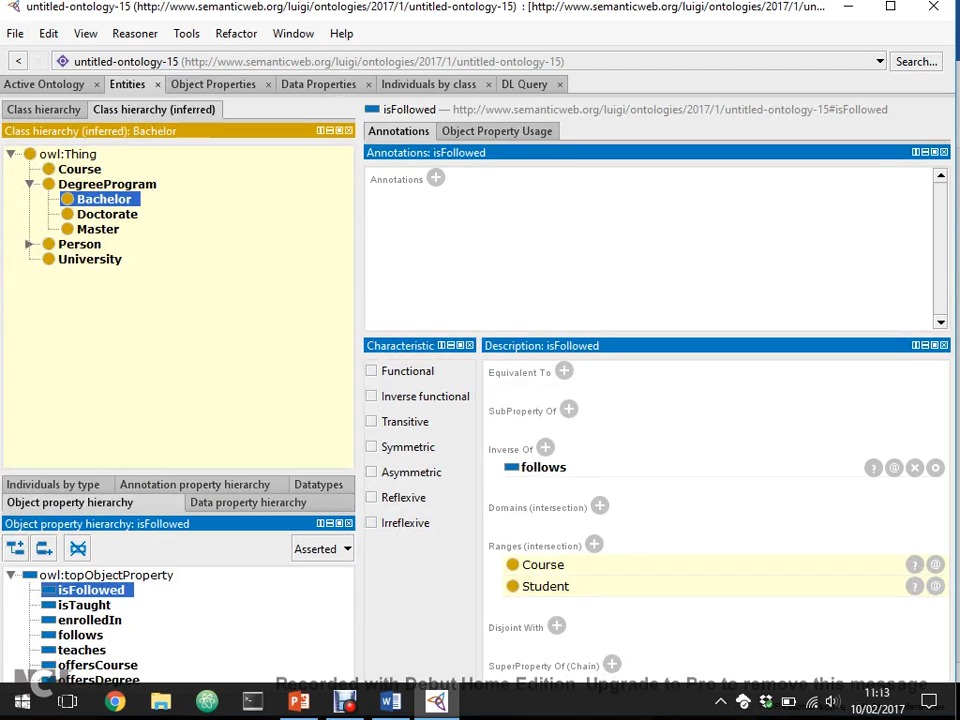 untitled-ontology-15 (http://www.semanticweb.org/luigi/ontologies/2017/1/untitled-ontology-15) : [http://www.semanticweb.org/luigi/ontologies/2017/1/un...
File Edit View Reasoner Tools Refactor Window Help
< untitled-ontology-15 (http://www.semanticweb.org/luigi/ontologies/2017/1/untitled-ontology-15) Search...
Active Ontology × Entities × Object Properties × Data Properties × Individuals by class × DL Query ×
Class hierarchy Class hierarchy (inferred)
isFollowed — http://www.semanticweb.org/luigi/ontologies/2017/1/untitled-ontology-15#isFollowed
Class hierarchy (inferred): Bachelor
owl:Thing
Course
DegreeProgram
Bachelor
Doctorate
Master
Person
University
Annotations Object Property Usage
Annotations: isFollowed
Annotations
Characteristic
Functional
Inverse functional
Transitive
Symmetric
Asymmetric
Reflexive
Irreflexive
Description: isFollowed
Equivalent To
SubProperty Of
Inverse Of
follows
Domains (intersection)
Ranges (intersection)
Course
Student
Disjoint With
SuperProperty Of (Chain)
Individuals by type Annotation property hierarchy Datatypes
Object property hierarchy Data property hierarchy
Object property hierarchy: isFollowed
Asserted
owl:topObjectProperty
isFollowed
isTaught
enrolledIn
follows
teaches
offersCourse
offersDegree
Recorded with Debut Home Edition. Upgrade to Pro to remove this message
11:13
10/02/2017